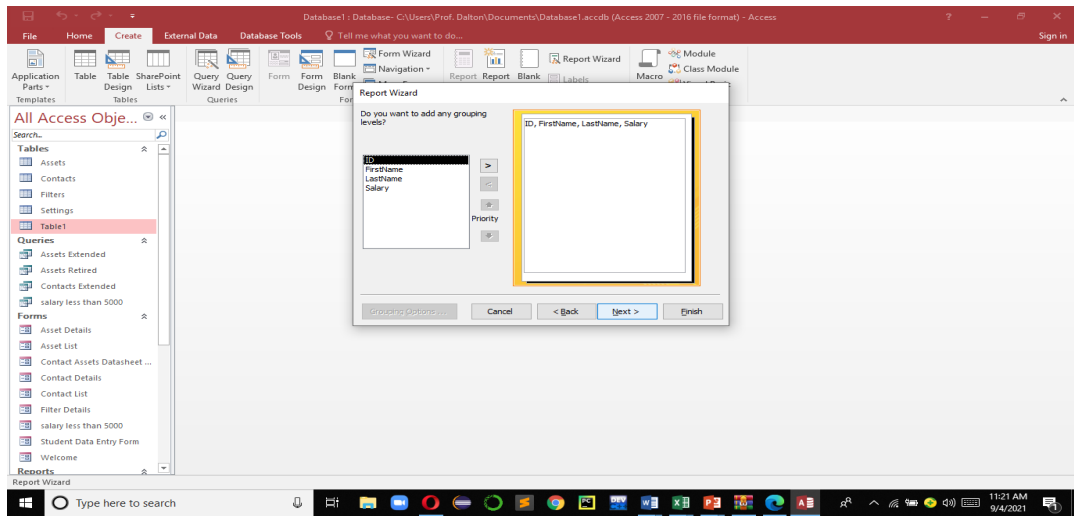 Database1 : Database- C:\Users\Prof. Dalton\Documents\Database1.accdb (Access 2007 - 2016 file format) - Access
?
File Home Create External Data Database Tools Tell me what you want to do... Sign in
Application Parts
Table
Table Design
SharePoint Lists
Query Wizard
Query Design
Form
Form Design
Blank Form
Form Wizard
Navigation
Report
Report
Blank
Report Wizard
Labels
Macro
Module
Class Module
Templates Tables Queries For
All Access Obje...
Search...
Tables
Assets
Contacts
Filters
Settings
Table1
Queries
Assets Extended
Assets Retired
Contacts Extended
salary less than 5000
Forms
Asset Details
Asset List
Contact Assets Datasheet ...
Contact Details
Contact List
Filter Details
salary less than 5000
Student Data Entry Form
Welcome
Reports
Report Wizard
Do you want to add any grouping
levels?
ID
FirstName
LastName
Salary
>
<
Priority
ID, FirstName, LastName, Salary
Grouping Options ... Cancel < Back Next > Finish
Report Wizard
Type here to search
11:21 AM
9/4/2021